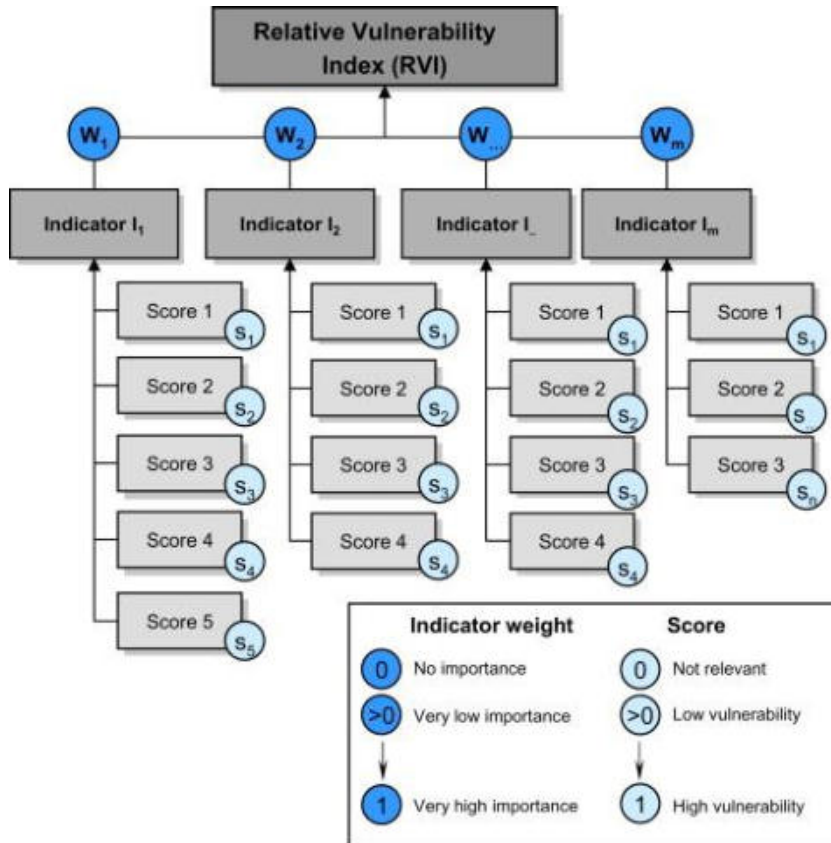 Relative Vulnerability
Index (RVI)
W1 W2 W... Wm
Indicator I1 Indicator I2 Indicator I... Indicator Im
Score 1 s1 Score 1 s1 Score 1 s1 Score 1 s1
Score 2 s2 Score 2 s2 Score 2 s2 Score 2 s...
Score 3 s3 Score 3 s3 Score 3 s3 Score 3 sn
Score 4 s4 Score 4 s4 Score 4 s4
Score 5 s5
Indicator weight Score
0 No importance 0 Not relevant
>0 Very low importance >0 Low vulnerability
1 Very high importance 1 High vulnerability